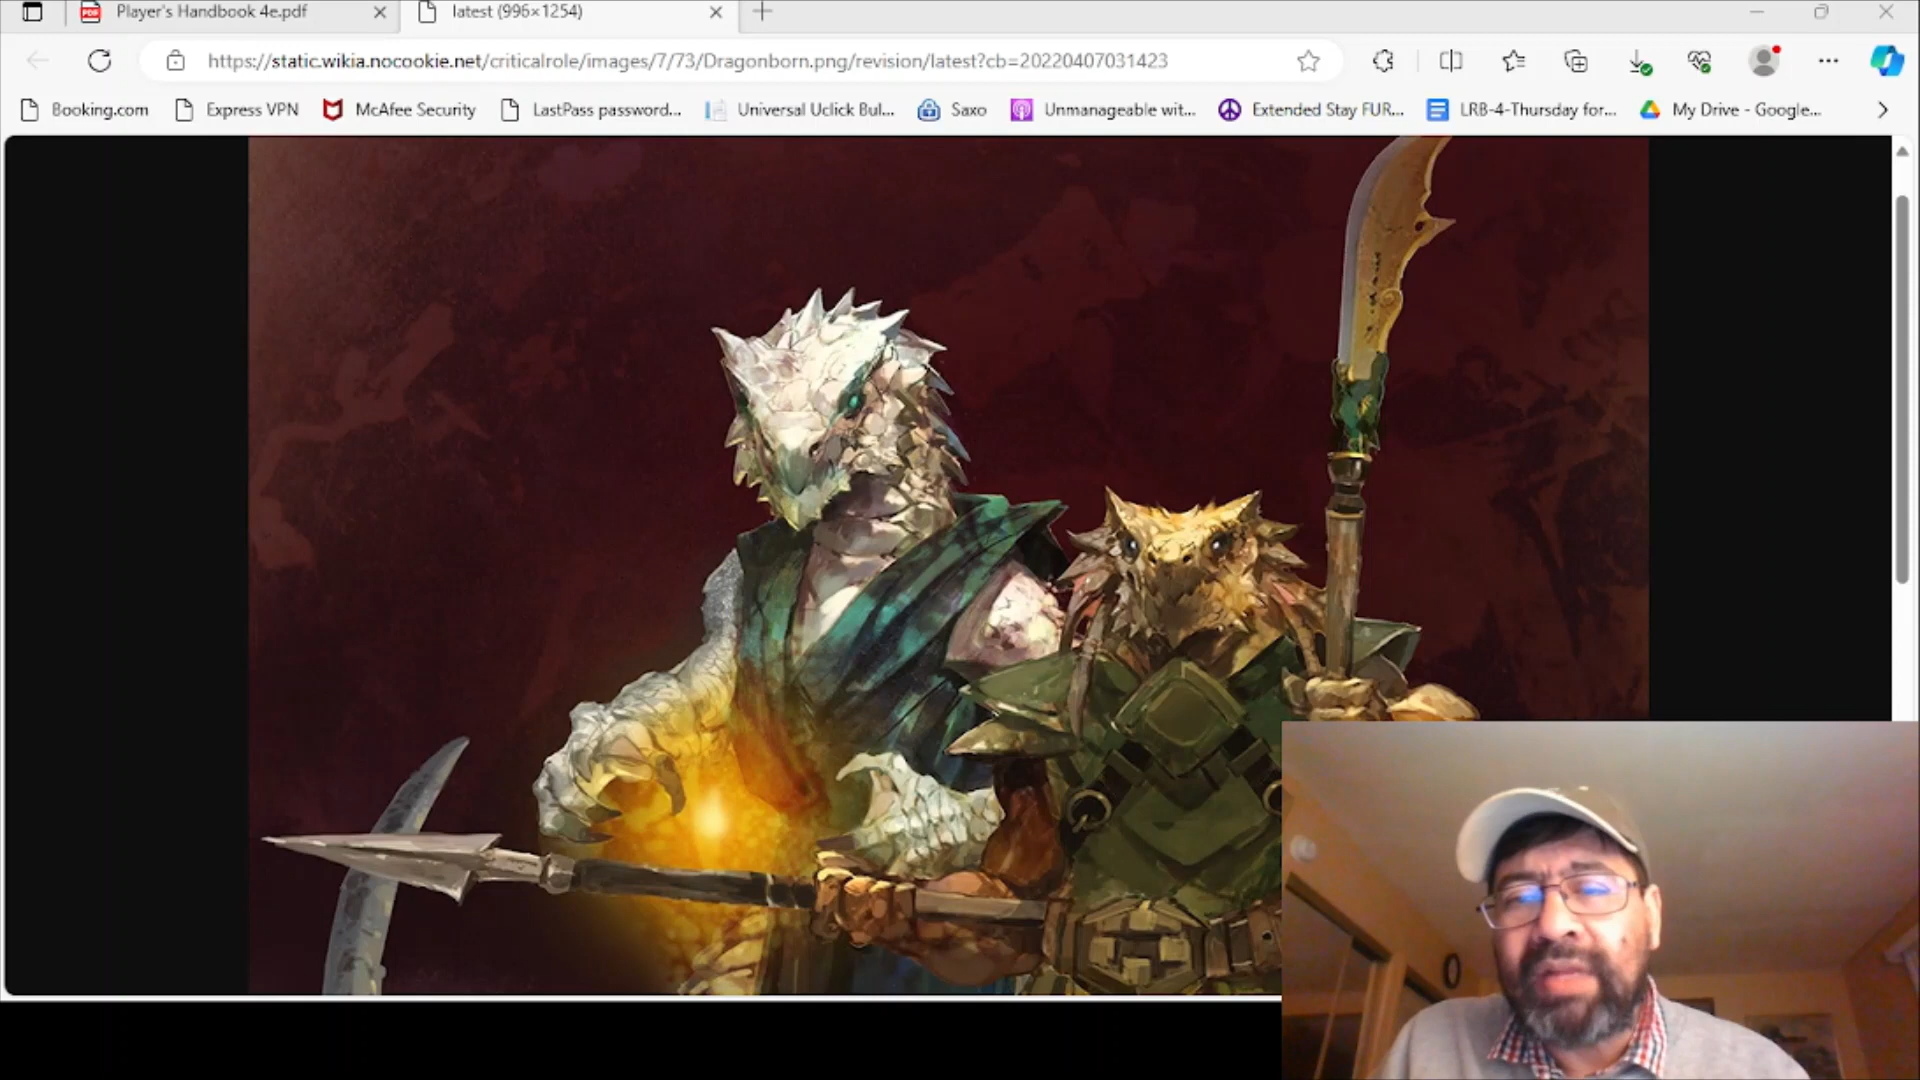 Player's Handbook 4e.pdf
latest (996×1254)
https://static.wikia.nocookie.net/criticalrole/images/7/73/Dragonborn.png/revision/latest?cb=20220407031423
Booking.com
Express VPN
McAfee Security
LastPass password...
Universal Uclick Bul...
Saxo
Unmanageable wit...
Extended Stay FUR...
LRB-4-Thursday for...
My Drive - Google...
PDF